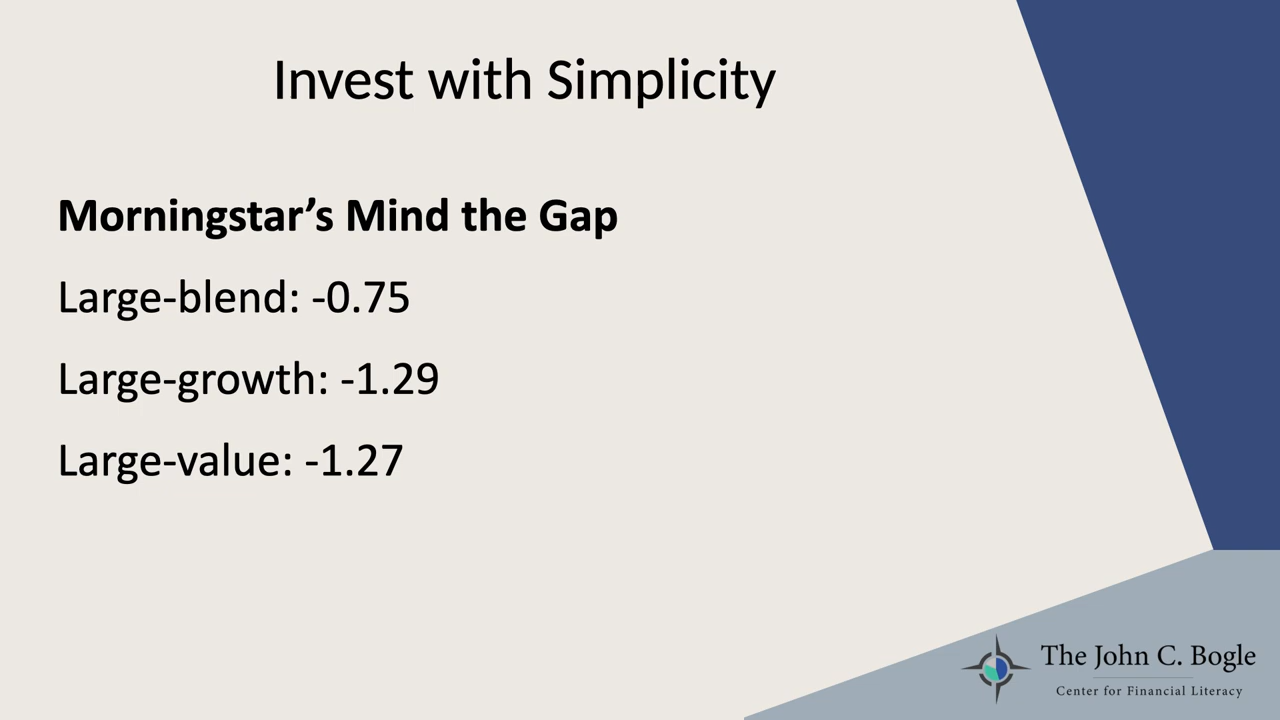 Invest with Simplicity
Morningstar’s Mind the Gap
Large-blend: -0.75
Large-growth: -1.29
Large-value: -1.27
The John C. Bogle
Center for Financial Literacy